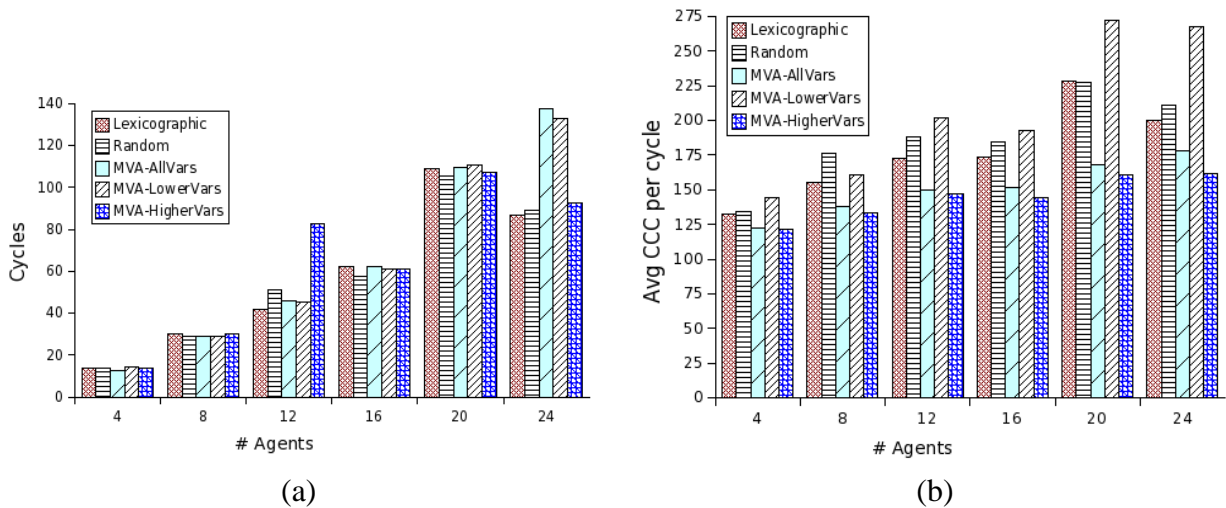 Cycles
140
120
100
80
60
40
20
0
Lexicographic
Random
MVA-AllVars
MVA-LowerVars
MVA-HigherVars
4 8 12 16 20 24
# Agents
(a)
Avg CCC per cycle
275
250
225
200
175
150
125
100
75
50
25
0
Lexicographic
Random
MVA-AllVars
MVA-LowerVars
MVA-HigherVars
4 8 12 16 20 24
# Agents
(b)